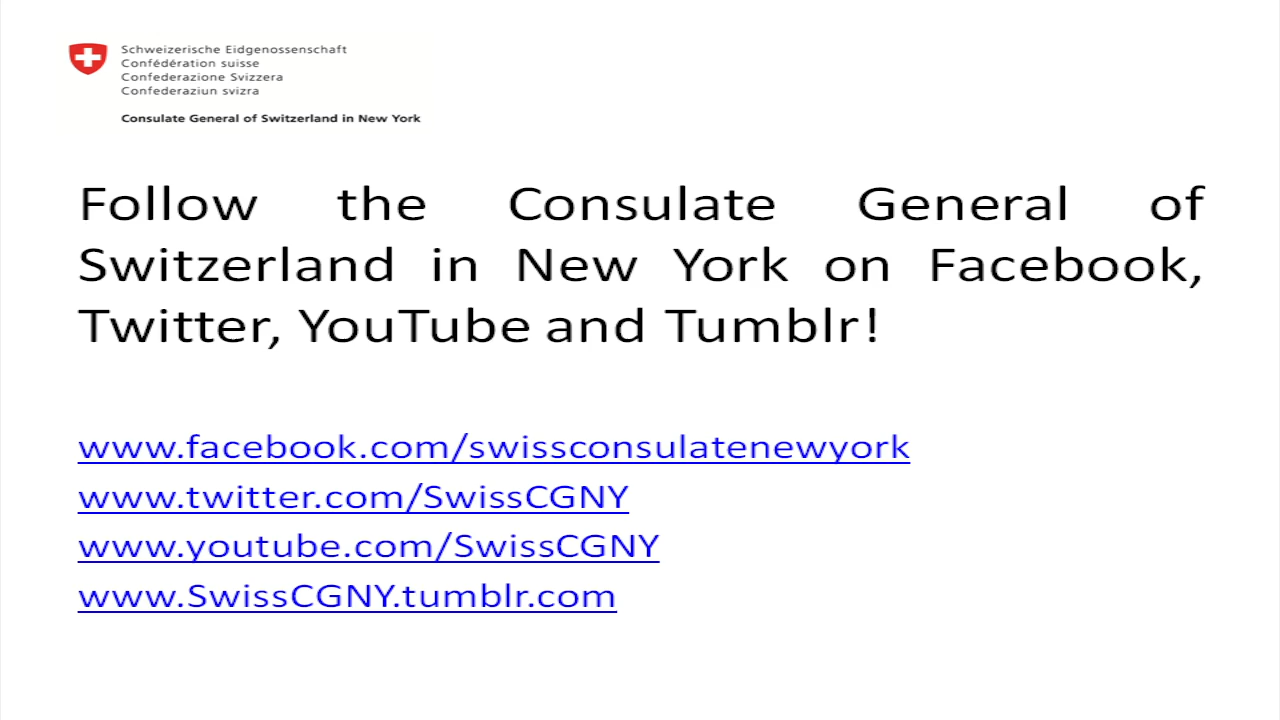 Schweizerische Eidgenossenschaft
Confédération suisse
Confederazione Svizzera
Confederaziun svizra
Consulate General of Switzerland in New York
Follow the Consulate General of
Switzerland in New York on Facebook,
Twitter, YouTube and Tumblr!
www.facebook.com/swissconsulatenewyork
www.twitter.com/SwissCGNY
www.youtube.com/SwissCGNY
www.SwissCGNY.tumblr.com